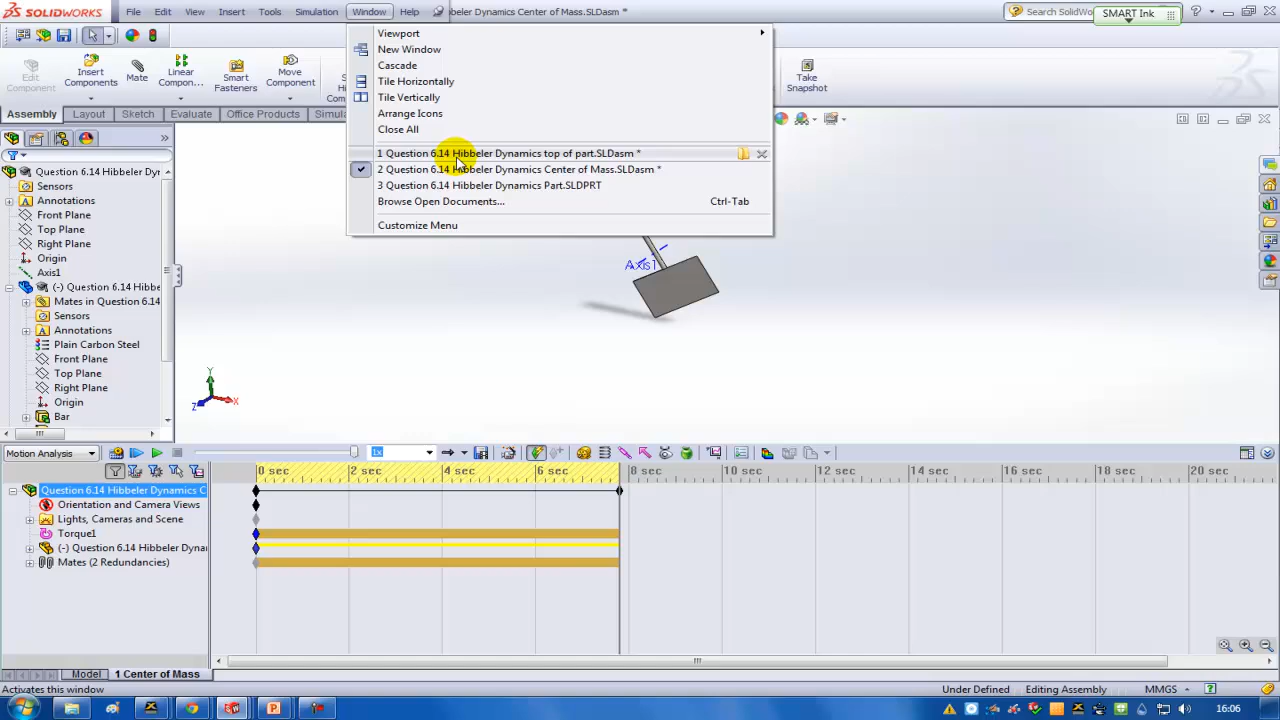 SOLIDWORKS
File Edit View Insert Tools Simulation Window Help
beler Dynamics Center of Mass.SLDasm *
Search SolidWo
SMART Ink
Edit Component
Insert Components
Mate
Linear Compon...
Smart Fasteners
Move Component
Take Snapshot
Assembly Layout Sketch Evaluate Office Products
Viewport
New Window
Cascade
Tile Horizontally
Tile Vertically
Arrange Icons
Close All
1 Question 6.14 Hibbeler Dynamics top of part.SLDasm *
2 Question 6.14 Hibbeler Dynamics Center of Mass.SLDasm *
3 Question 6.14 Hibbeler Dynamics Part.SLDPRT
Browse Open Documents... Ctrl-Tab
Customize Menu
Question 6.14 Hibbeler Dyn
Sensors
Annotations
Front Plane
Top Plane
Right Plane
Origin
Axis1
(-) Question 6.14 Hibbeler
Mates in Question 6.14
Sensors
Annotations
Plain Carbon Steel
Front Plane
Top Plane
Right Plane
Origin
Bar
Axis1
Y
Z
X
Motion Analysis
1x
0 sec 2 sec 4 sec 6 sec 8 sec 10 sec 12 sec 14 sec 16 sec 18 sec 20 sec
Question 6.14 Hibbeler Dynamics C
Orientation and Camera Views
Lights, Cameras and Scene
Torque1
(-) Question 6.14 Hibbeler Dyna
Mates (2 Redundancies)
Model 1 Center of Mass
Activates this window
Under Defined Editing Assembly MMGS
16:06